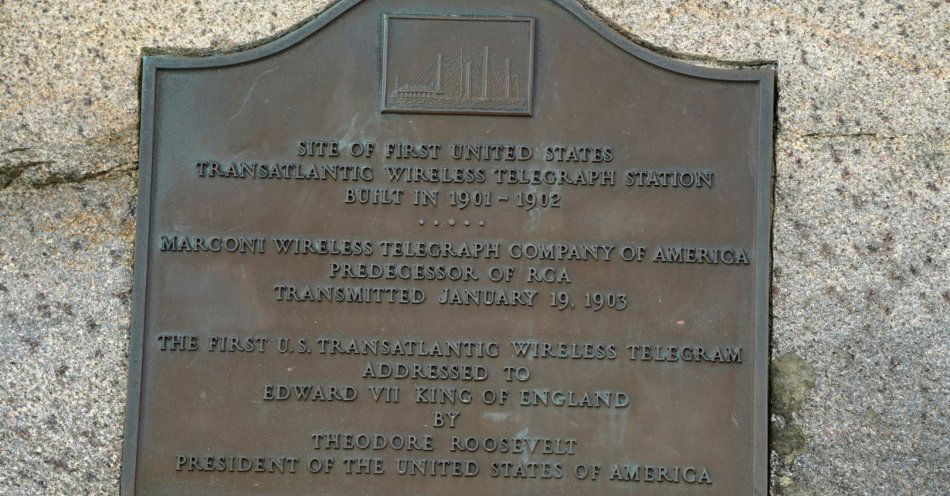 SITE OF FIRST UNITED STATES
TRANSATLANTIC WIRELESS TELEGRAPH STATION
BUILT IN 1901 - 1902
.....
MARCONI WIRELESS TELEGRAPH COMPANY OF AMERICA
PREDECESSOR OF RCA
TRANSMITTED JANUARY 19, 1903
THE FIRST U.S. TRANSATLANTIC WIRELESS TELEGRAM
ADDRESSED TO
EDWARD VII KING OF ENGLAND
BY
THEODORE ROOSEVELT
PRESIDENT OF THE UNITED STATES OF AMERICA